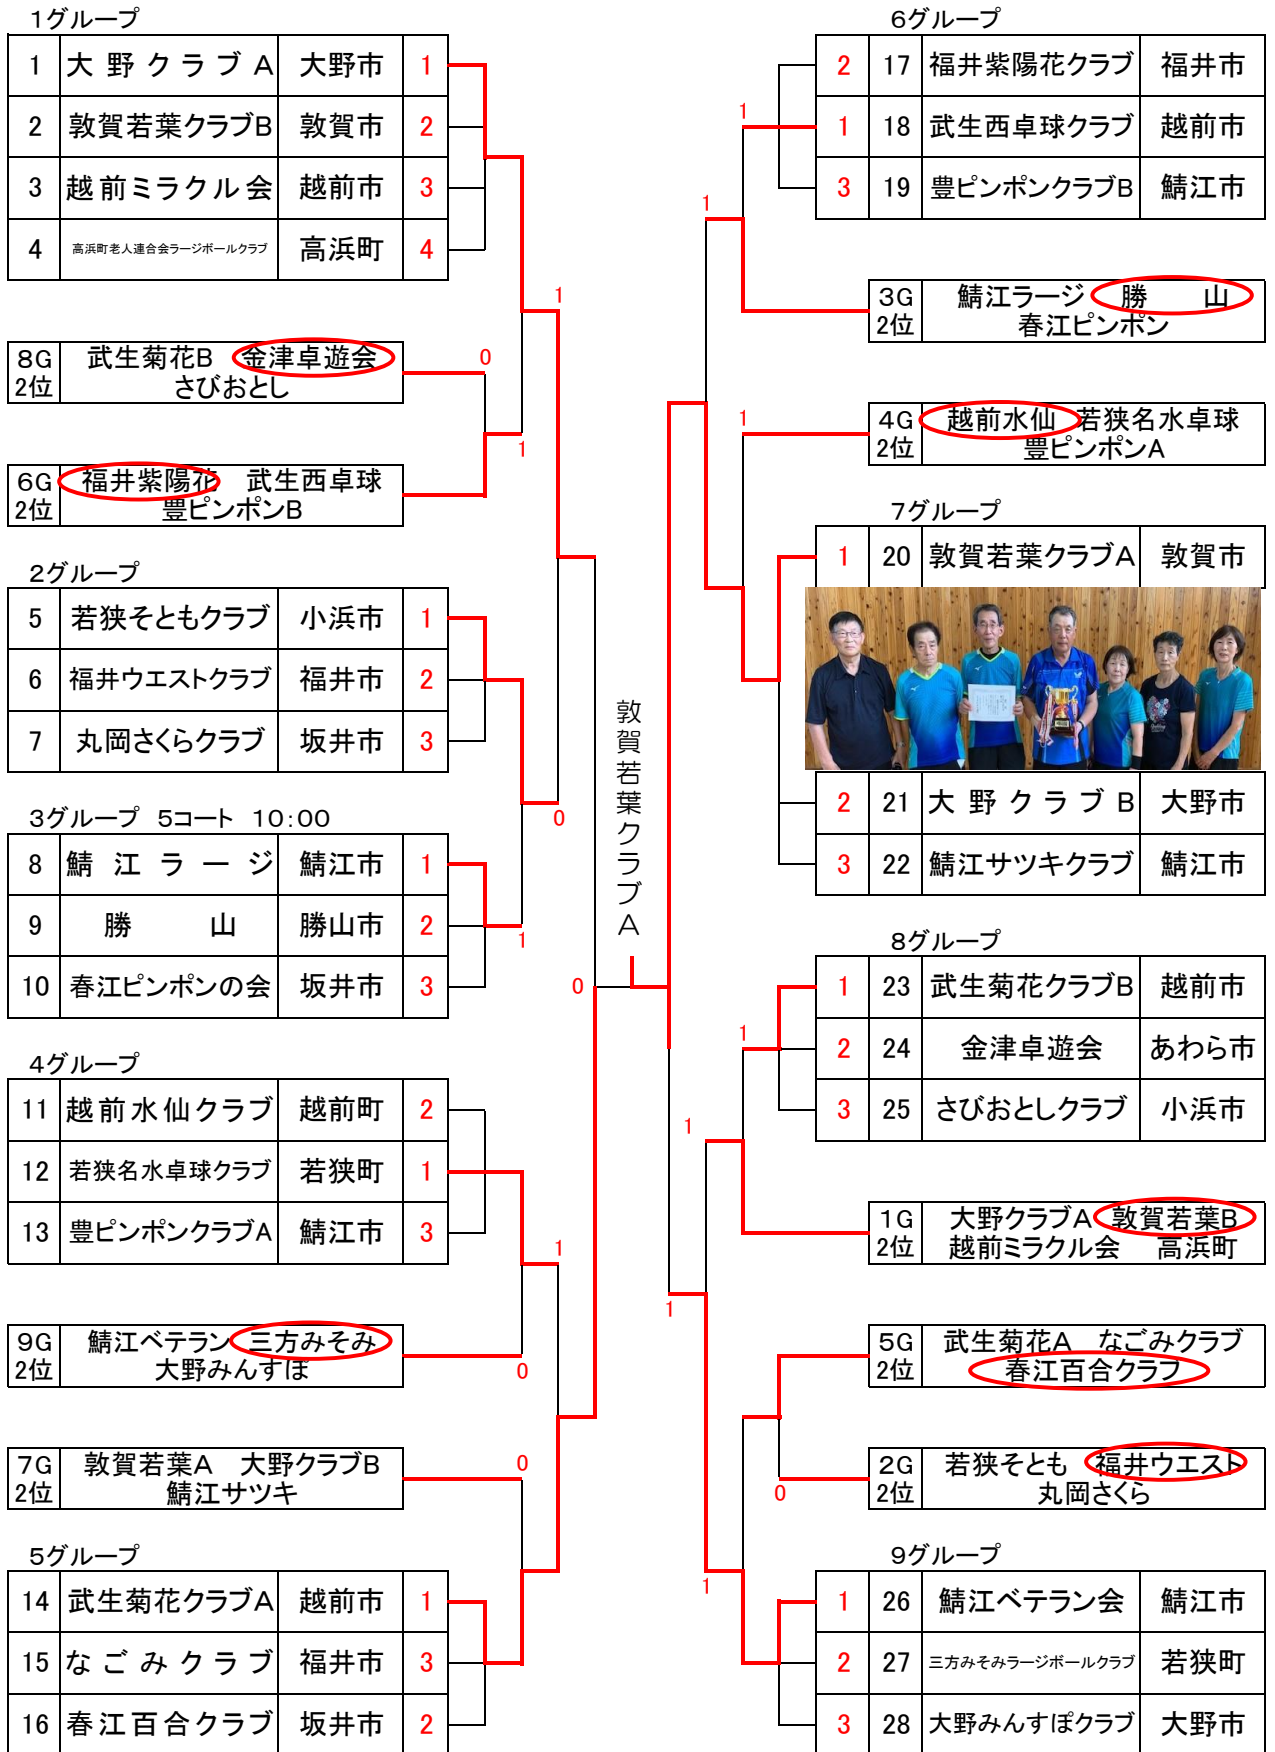 1グループ
1 大野クラブA 大野市 1
2 敦賀若葉クラブB 敦賀市 2
3 越前ミラクル会 越前市 3
4 高浜町老人連合会ラージボールクラブ 高浜町 4
1
8G 武生菊花B 金津卓遊会
2位 さびおとし
0
6G 福井紫陽花 武生西卓球
2位 豊ピンポンB
1
2グループ
5 若狭そともクラブ 小浜市 1
6 福井ウエストクラブ 福井市 2
7 丸岡さくらクラブ 坂井市 3
0
3グループ 5コート 10:00
8 鯖江ラージ 鯖江市 1
9 勝山 勝山市 2
10 春江ピンポンの会 坂井市 3
1
0
4グループ
11 越前水仙クラブ 越前町 2
12 若狭名水卓球クラブ 若狭町 1
13 豊ピンポンクラブA 鯖江市 3
1
9G 鯖江ベテラン 三方みそみ
2位 大野みんすぽ
0
7G 敦賀若葉A 大野クラブB
2位 鯖江サツキ
0
5グループ
14 武生菊花クラブA 越前市 1
15 なごみクラブ 福井市 3
16 春江百合クラブ 坂井市 2
敦賀若葉クラブA
6グループ
2 17 福井紫陽花クラブ 福井市
1 18 武生西卓球クラブ 越前市
3 19 豊ピンポンクラブB 鯖江市
1
1
3G 鯖江ラージ 勝山
2位 春江ピンポン
4G 越前水仙 若狭名水卓球
2位 豊ピンポンA
1
7グループ
1 20 敦賀若葉クラブA 敦賀市
2 21 大野クラブB 大野市
3 22 鯖江サツキクラブ 鯖江市
8グループ
1 23 武生菊花クラブB 越前市
2 24 金津卓遊会 あわら市
3 25 さびおとしクラブ 小浜市
1
1
1G 大野クラブA 敦賀若葉B
2位 越前ミラクル会 高浜町
1
5G 武生菊花A なごみクラブ
2位 春江百合クラブ
2G 若狭そとも 福井ウエスト
2位 丸岡さくら
0
9グループ
1
1 26 鯖江ベテラン会 鯖江市
2 27 三方みそみラージボールクラブ 若狭町
3 28 大野みんすぽクラブ 大野市